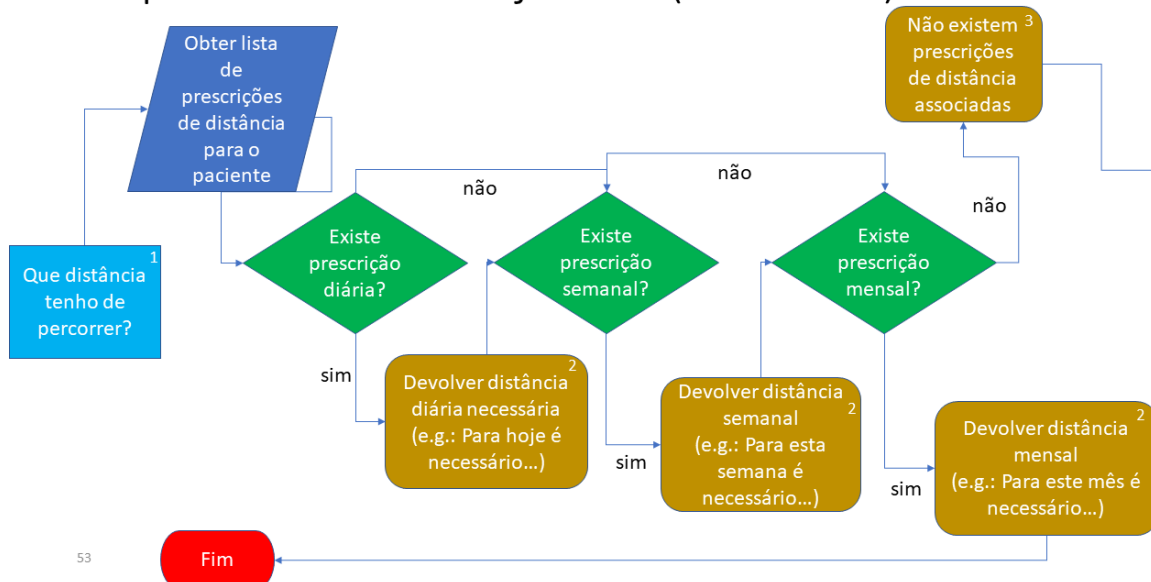 Obter lista
de
prescrições
de distância
para o
paciente
Não existem 3
prescrições
de distância
associadas
não
não
não
Que distância 1
tenho de
percorrer?
Existe
prescrição
diária?
Existe
prescrição
semanal?
Existe
prescrição
mensal?
sim
Devolver distância 2
diária necessária
(e.g.: Para hoje é
necessário...)
sim
Devolver distância
semanal 2
(e.g.: Para esta
semana é
necessário...)
sim
Devolver distância 2
mensal
(e.g.: Para este mês é
necessário...)
53
Fim